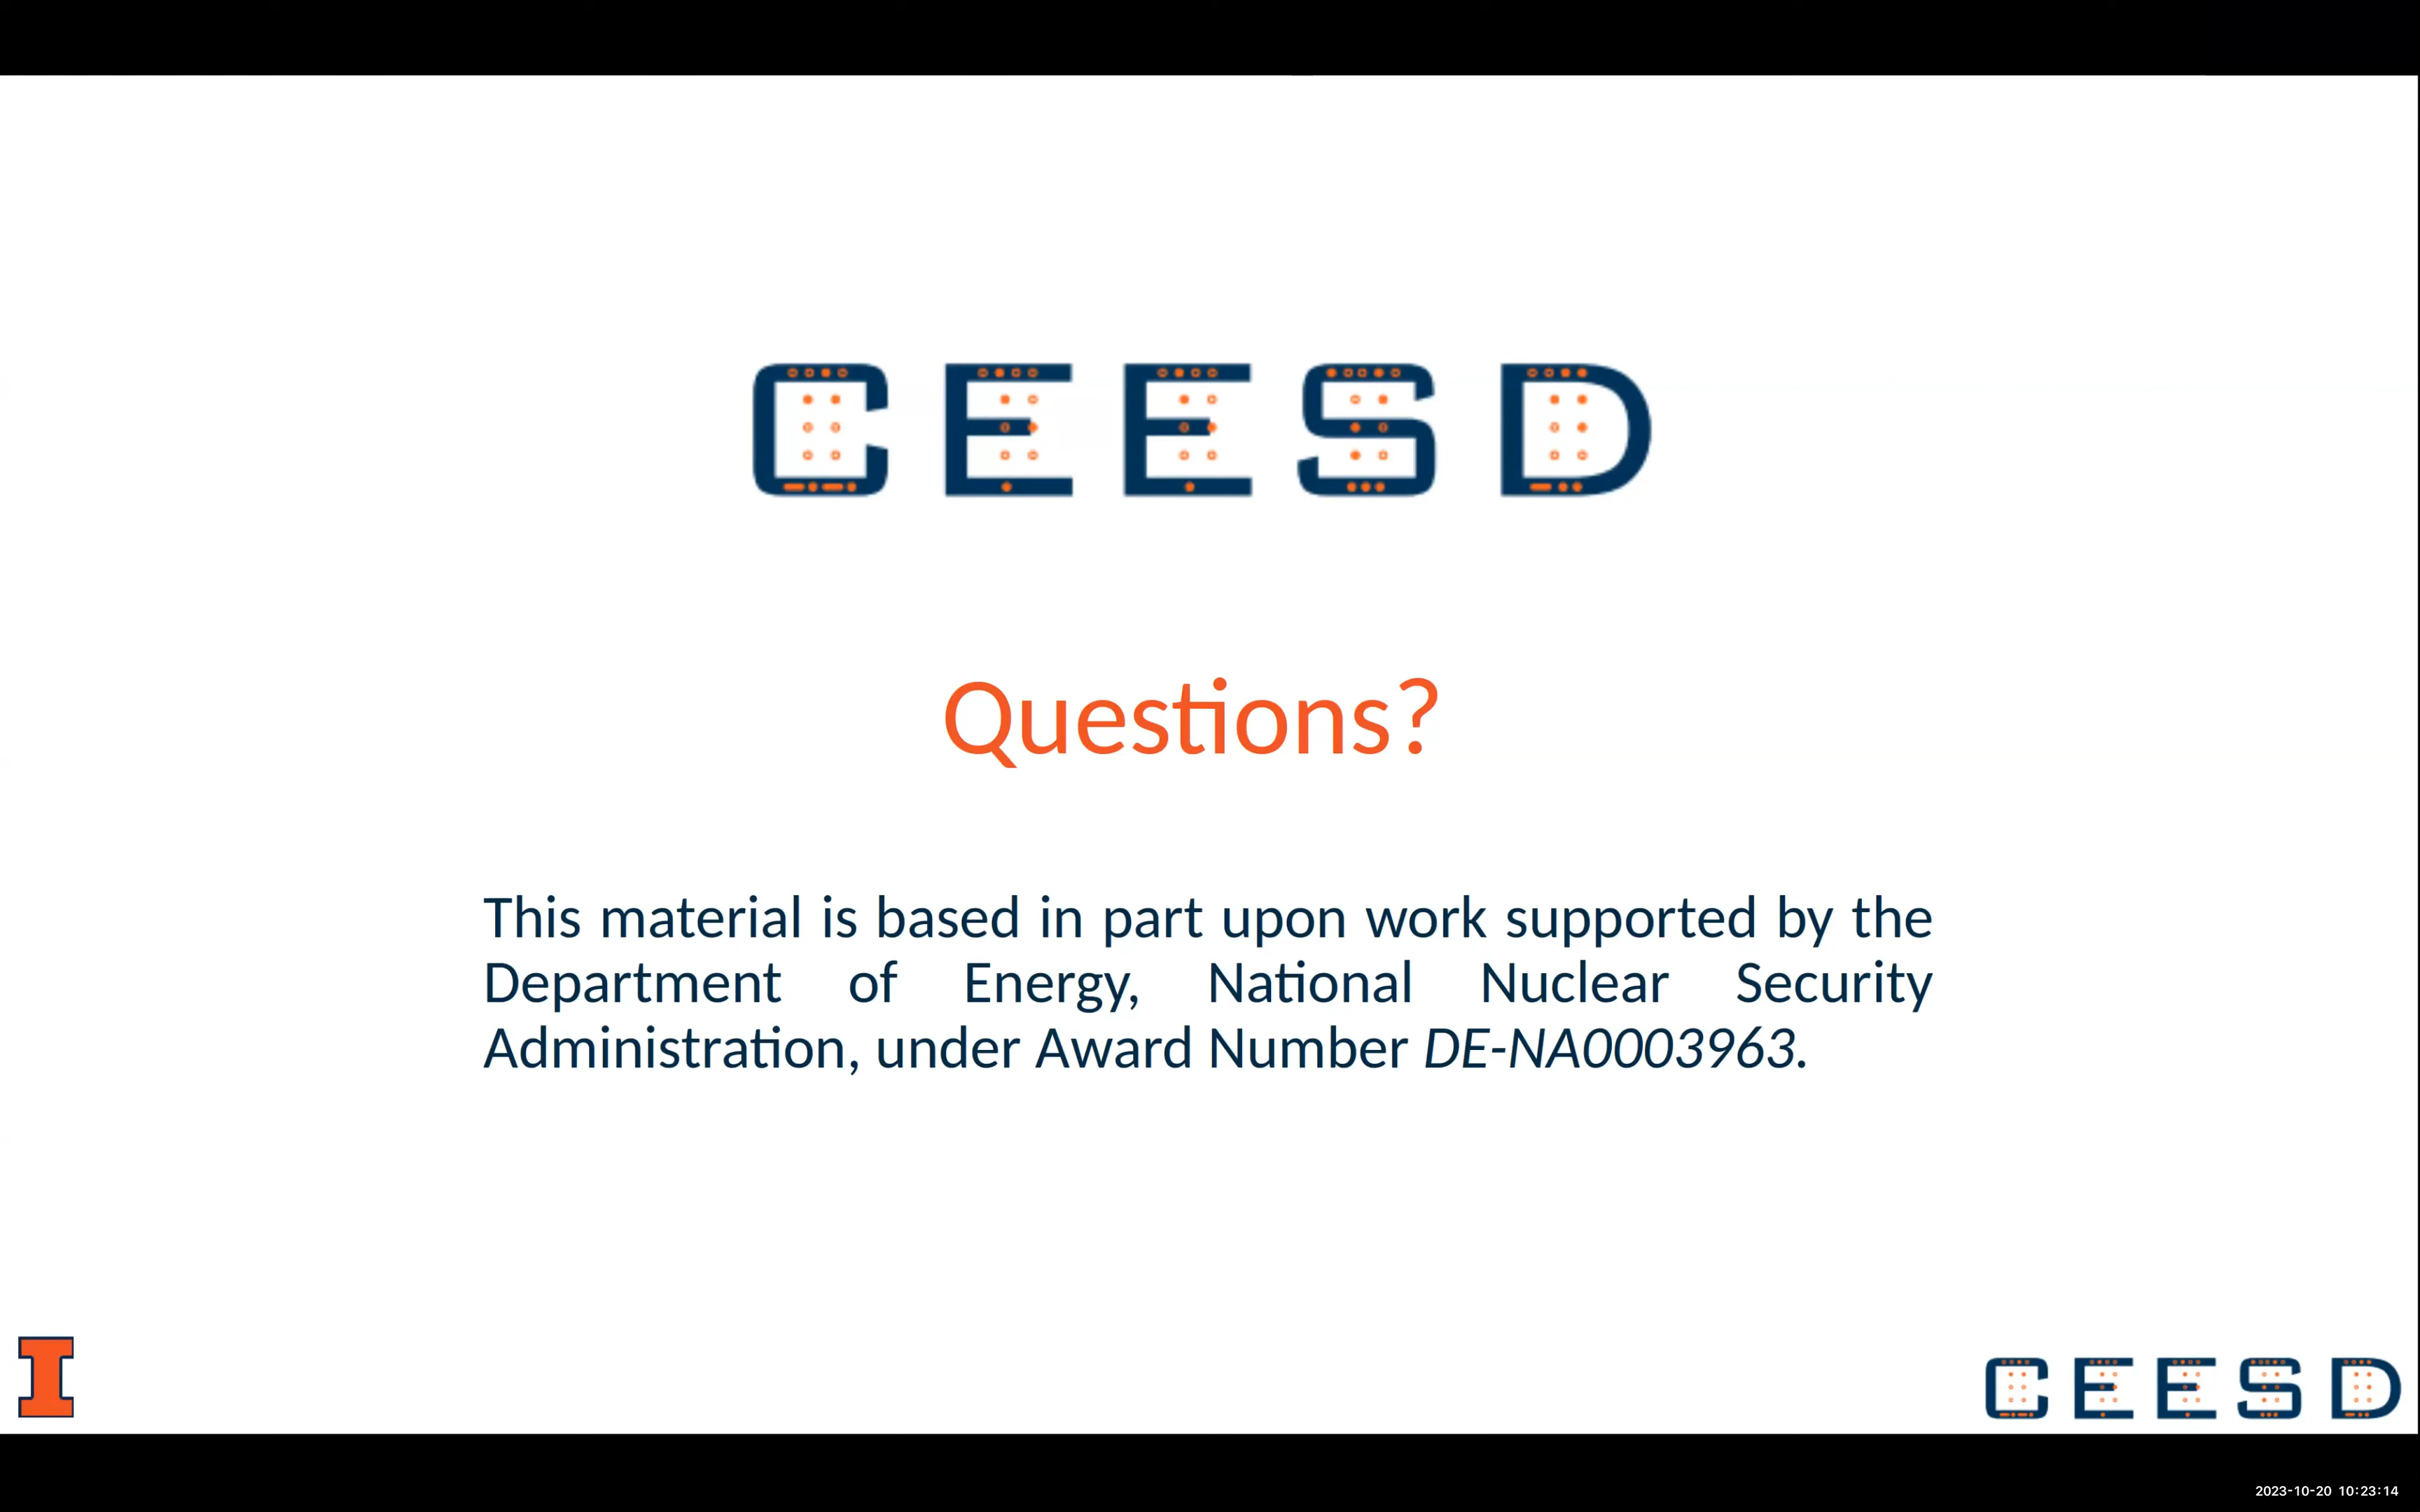 CEESD
Questions?
This material is based in part upon work supported by the
Department of Energy, National Nuclear Security
Administration, under Award Number DE-NA0003963.
I
CEESD
2023-10-20 10:23:14